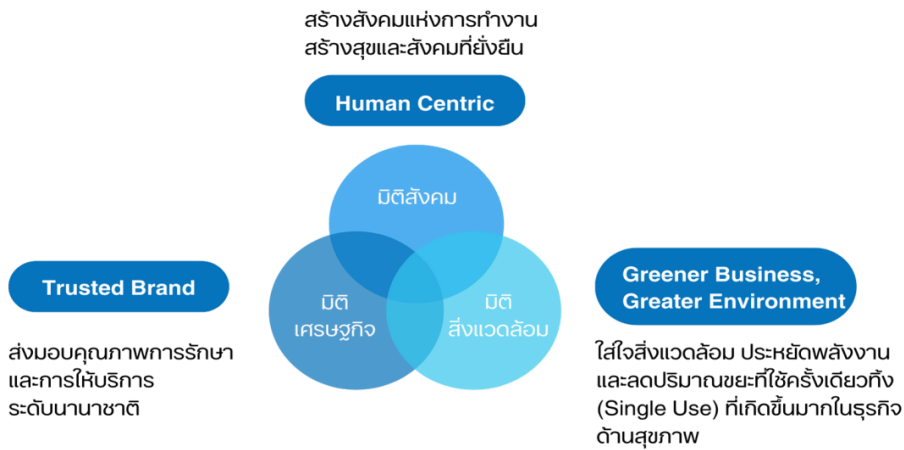 สร้างสังคมแห่งการทำงาน
สร้างสุขและสังคมที่ยั่งยืน
Human Centric
มิติสังคม
Trusted Brand
ส่งมอบคุณภาพการรักษา
และการให้บริการ
ระดับนานาชาติ
มิติ
เศรษฐกิจ
มิติ
สิ่งแวดล้อม
Greener Business,
Greater Environment
ใส่ใจสิ่งแวดล้อม ประหยัดพลังงาน
และลดปริมาณขยะที่ใช้ครั้งเดียวทิ้ง
(Single Use) ที่เกิดขึ้นมากในธุรกิจ
ด้านสุขภาพ